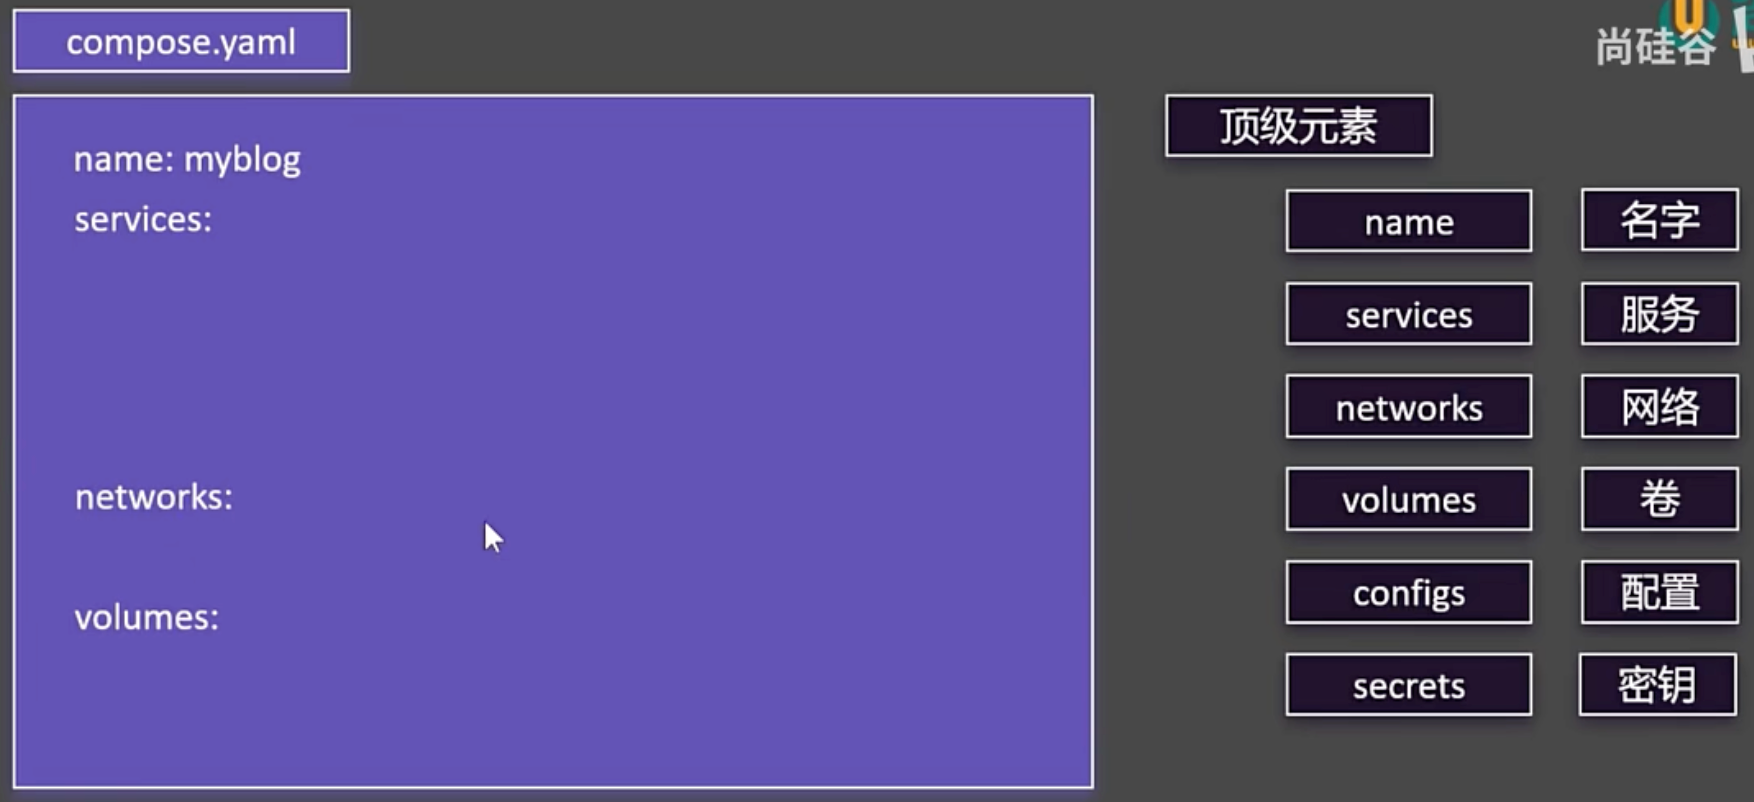 compose.yaml
尚硅谷
name: myblog
services:
networks:
volumes:
顶级元素
name 名字
services 服务
networks 网络
volumes 卷
configs 配置
secrets 密钥